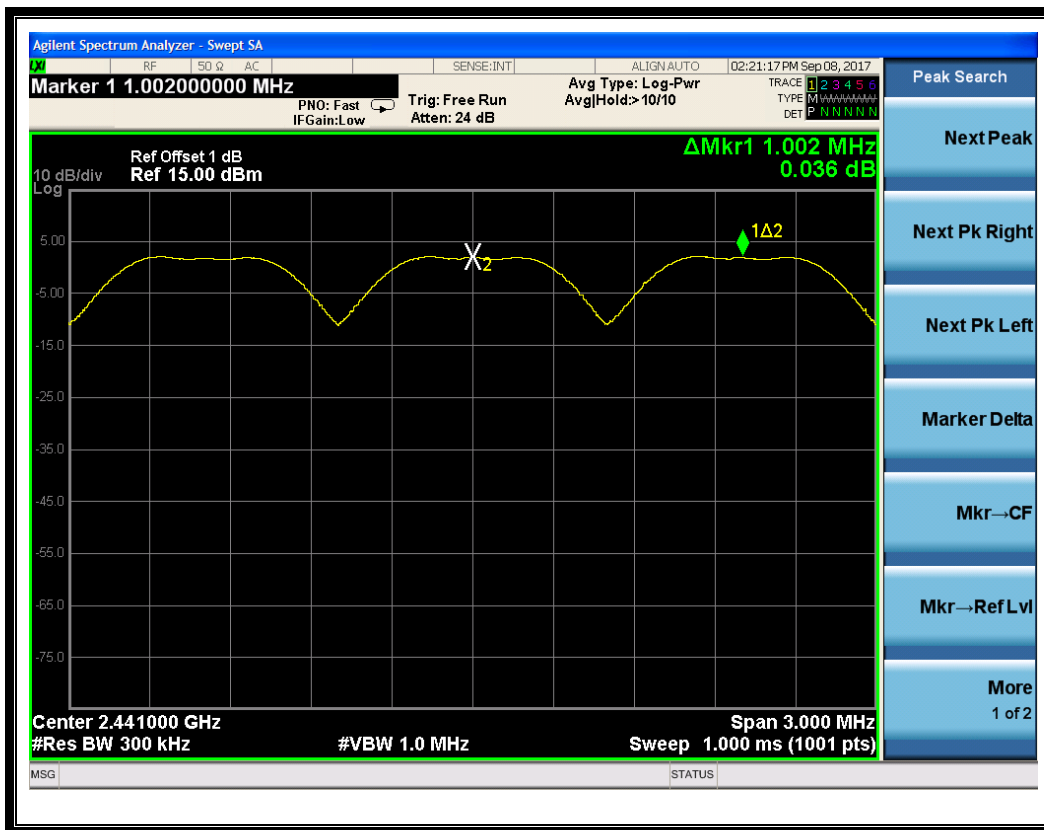 Agilent Spectrum Analyzer - Swept SA
LXI RF 50 Ω AC SENSE:INT ALIGN AUTO 02:21:17 PM Sep 08, 2017
Marker 1 1.002000000 MHz
PNO: Fast
IFGain:Low
Trig: Free Run
Atten: 24 dB
Avg Type: Log-Pwr
Avg|Hold:>10/10
TRACE 1 2 3 4 5 6
TYPE M
DET P N N N N N
Peak Search
Next Peak
Next Pk Right
Next Pk Left
Marker Delta
Mkr→CF
Mkr→Ref Lvl
More
1 of 2
ΔMkr1 1.002 MHz
0.036 dB
Ref Offset 1 dB
10 dB/div Ref 15.00 dBm
Log
5.00
-5.00
-15.0
-25.0
-35.0
-45.0
-55.0
-65.0
-75.0
1Δ2
X2
Center 2.441000 GHz Span 3.000 MHz
#Res BW 300 kHz #VBW 1.0 MHz Sweep 1.000 ms (1001 pts)
MSG STATUS